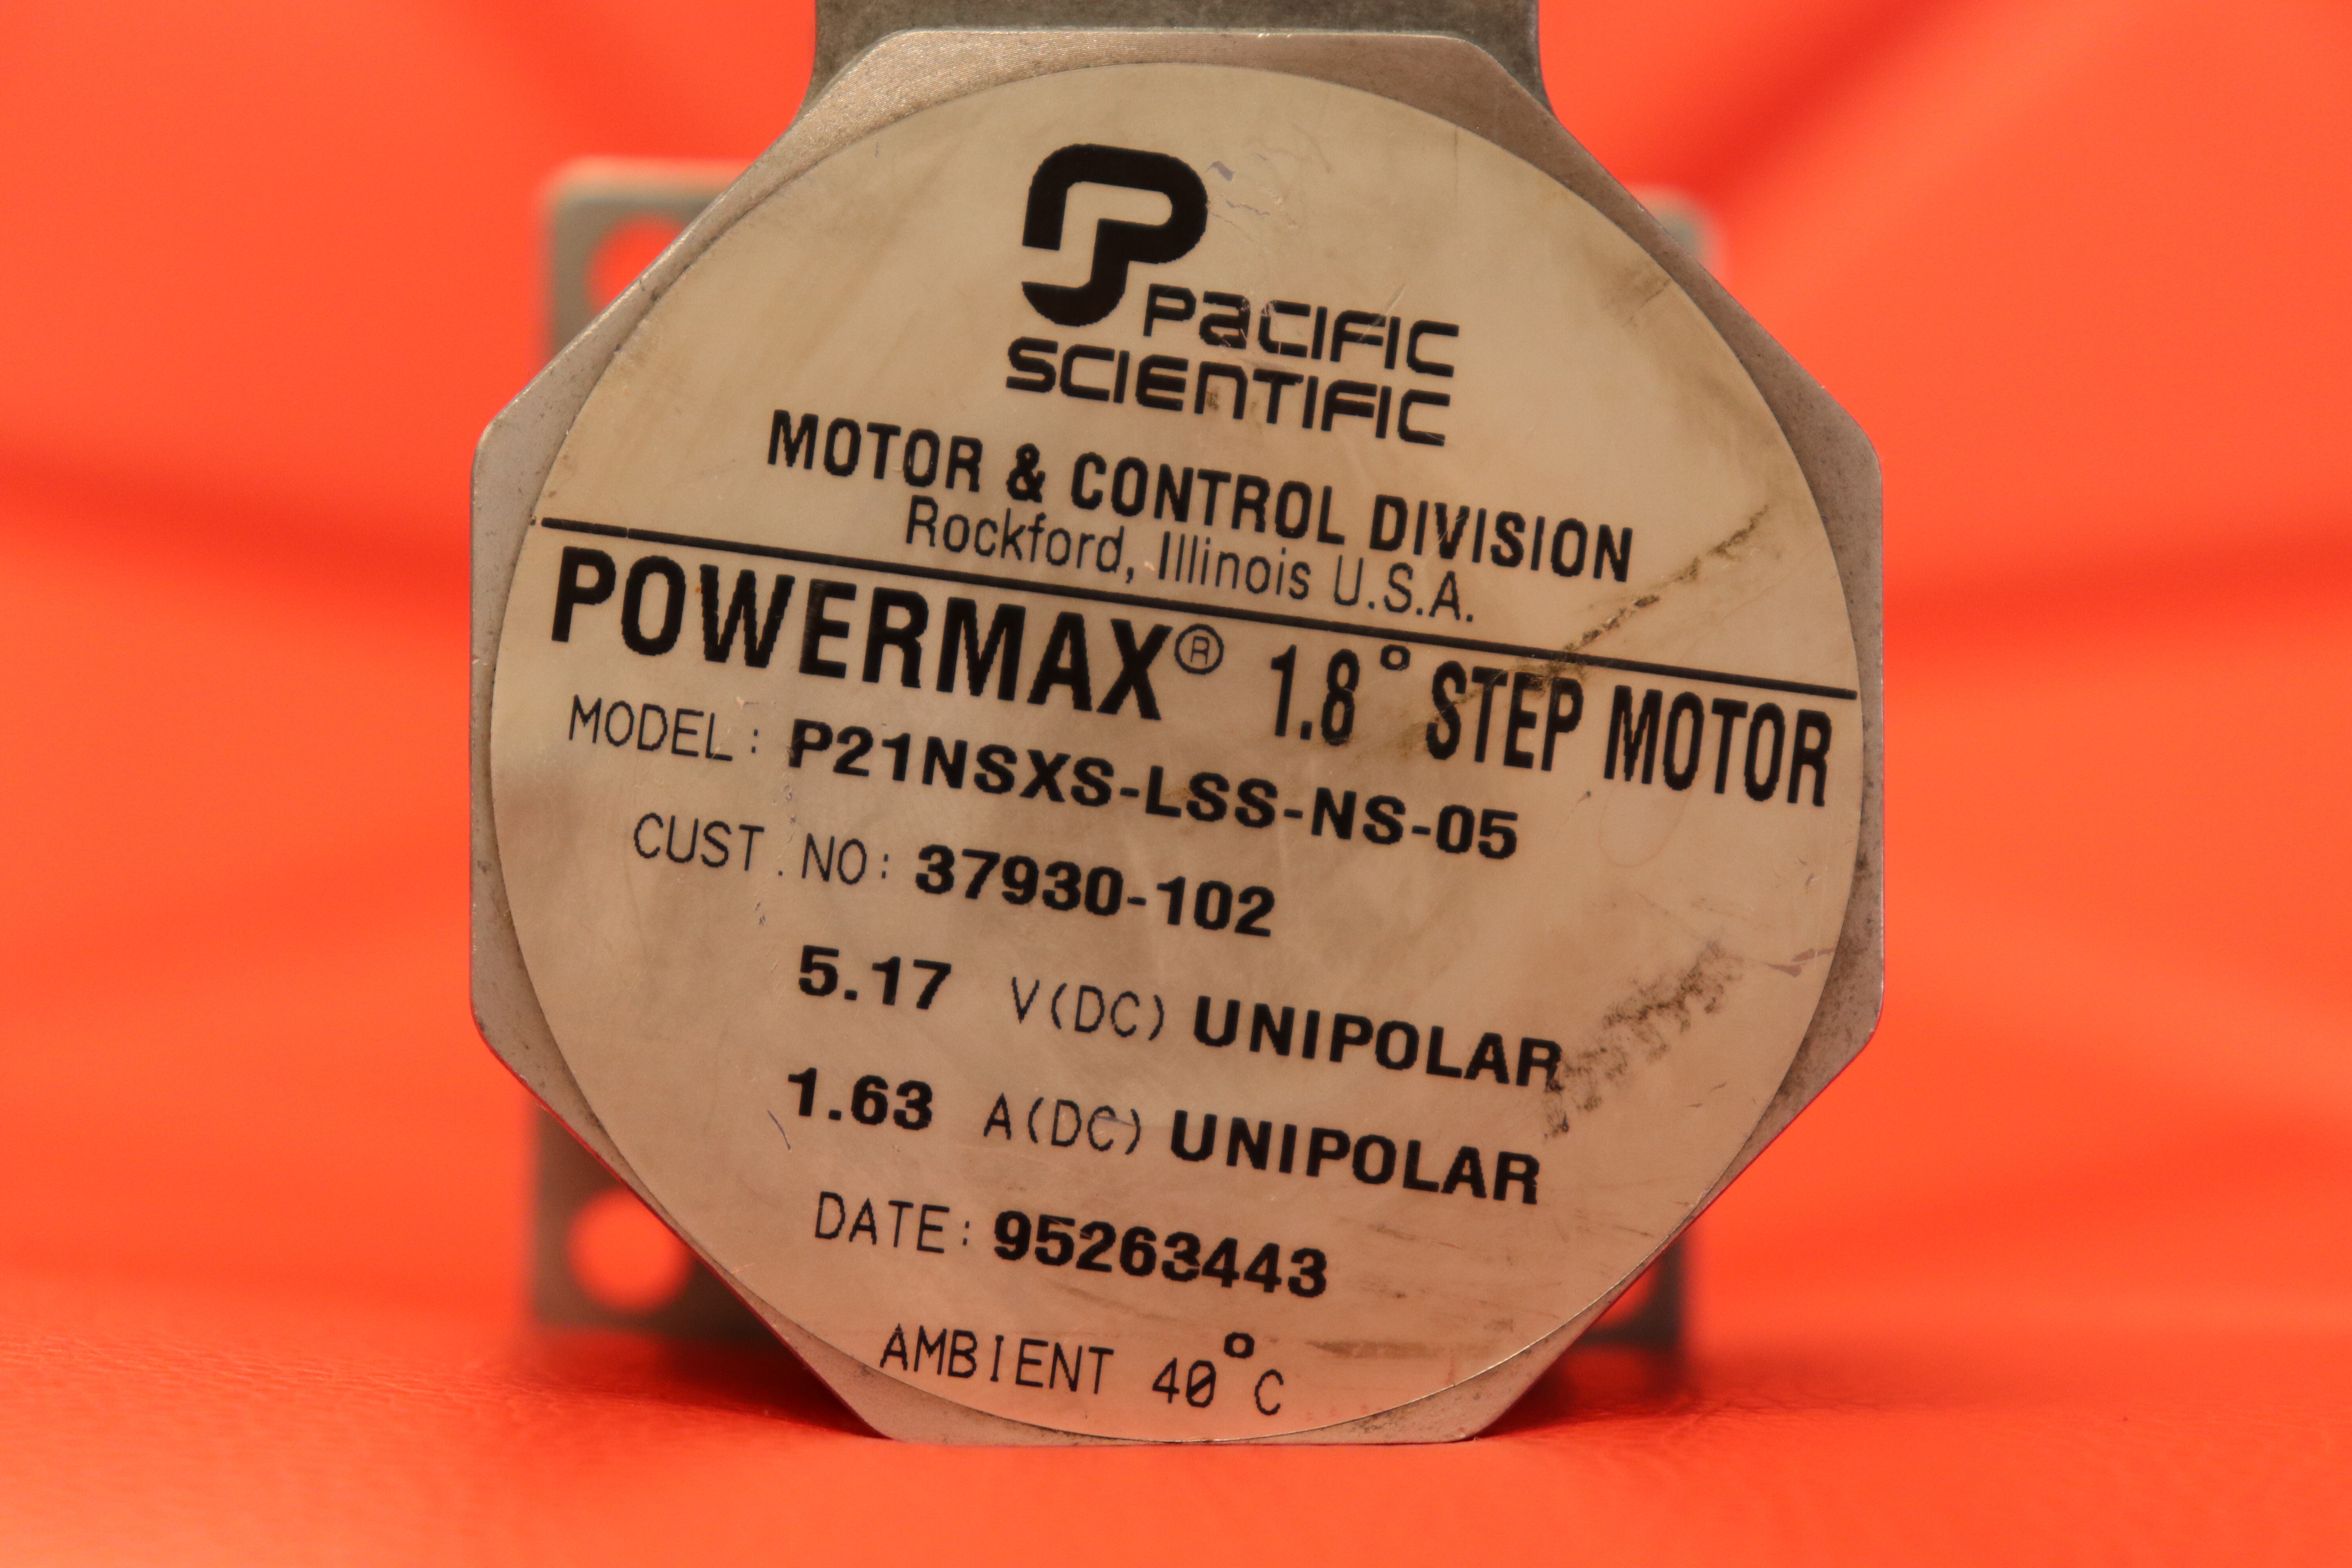 PACIFIC
SCIENTIFIC
MOTOR & CONTROL DIVISION
Rockford, Illinois U.S.A.
POWERMAX® 1.8° STEP MOTOR
MODEL: P21NSXS-LSS-NS-05
CUST.NO: 37930-102
5.17 V(DC) UNIPOLAR
1.63 A(DC) UNIPOLAR
DATE: 95263443
AMBIENT 40°C